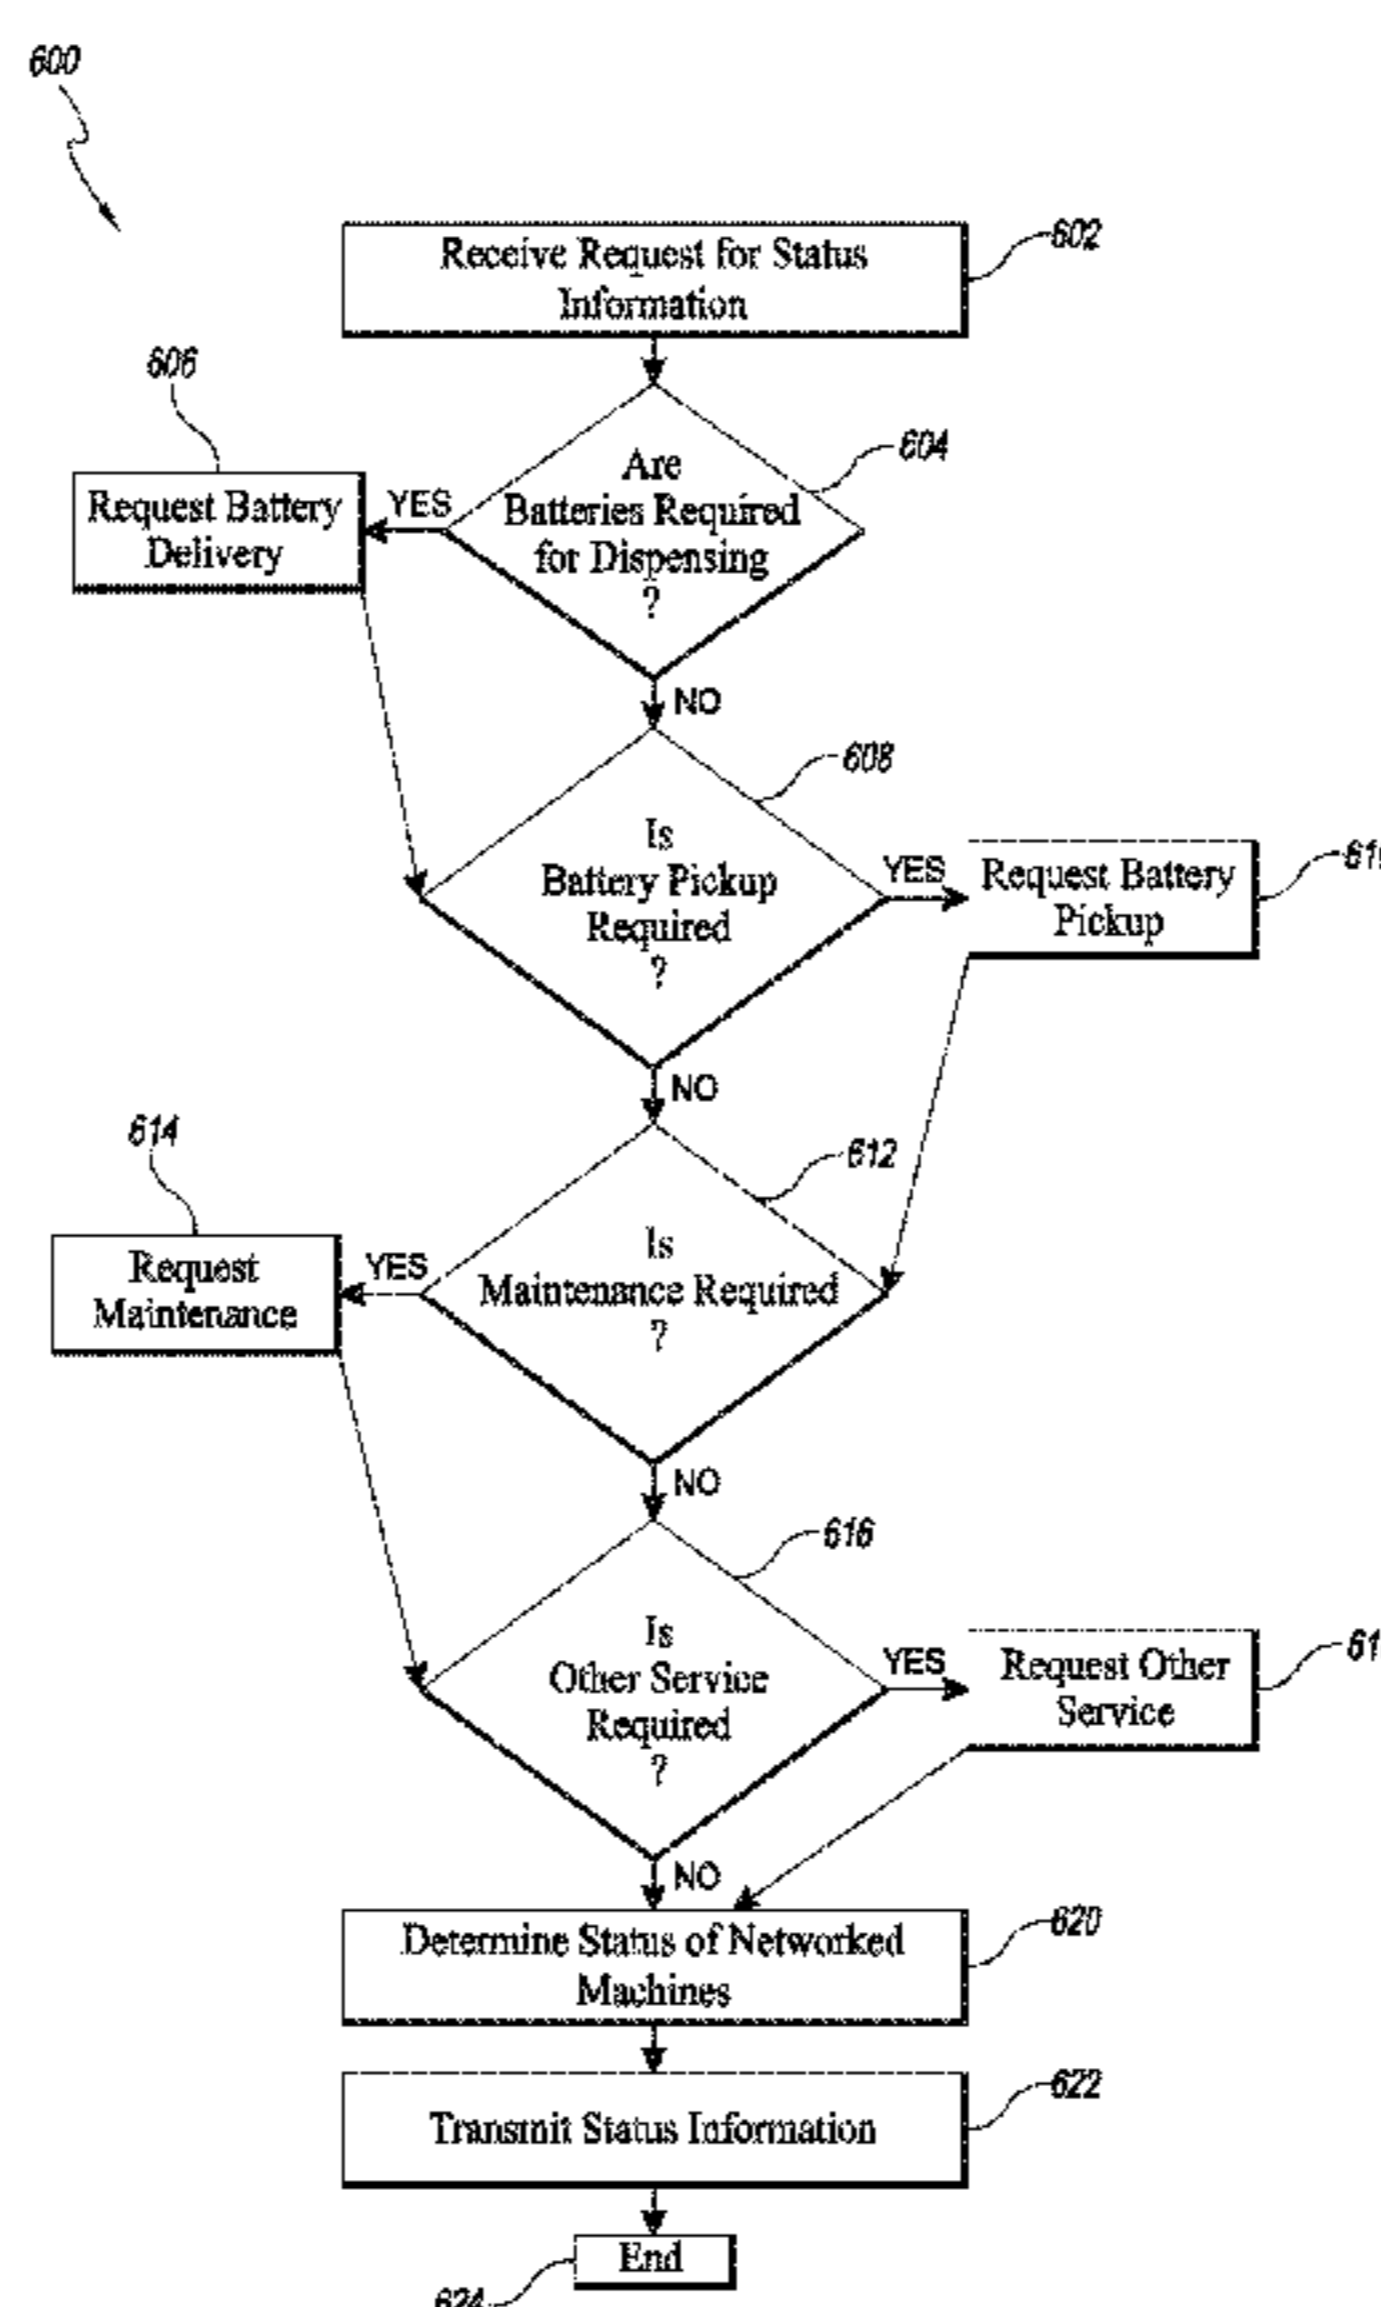 600
Receive Request for Status
Information
602
606
604
Are
Batteries Required
for Dispensing
?
YES
Request Battery
Delivery
NO
608
Is
Battery Pickup
Required
?
YES
Request Battery
Pickup
NO
614
612
Is
Maintenance Required
?
YES
Request
Maintenance
NO
616
Is
Other Service
Required
?
YES
Request Other
Service
NO
Determine Status of Networked
Machines
620
Transmit Status Information
622
End
624